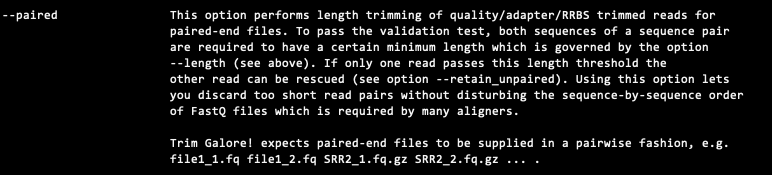 --paired This option performs length trimming of quality/adapter/RRBS trimmed reads for
paired-end files. To pass the validation test, both sequences of a sequence pair
are required to have a certain minimum length which is governed by the option
--length (see above). If only one read passes this length threshold the
other read can be rescued (see option --retain_unpaired). Using this option lets
you discard too short read pairs without disturbing the sequence-by-sequence order
of FastQ files which is required by many aligners.
Trim Galore! expects paired-end files to be supplied in a pairwise fashion, e.g.
file1_1.fq file1_2.fq SRR2_1.fq.gz SRR2_2.fq.gz ... .